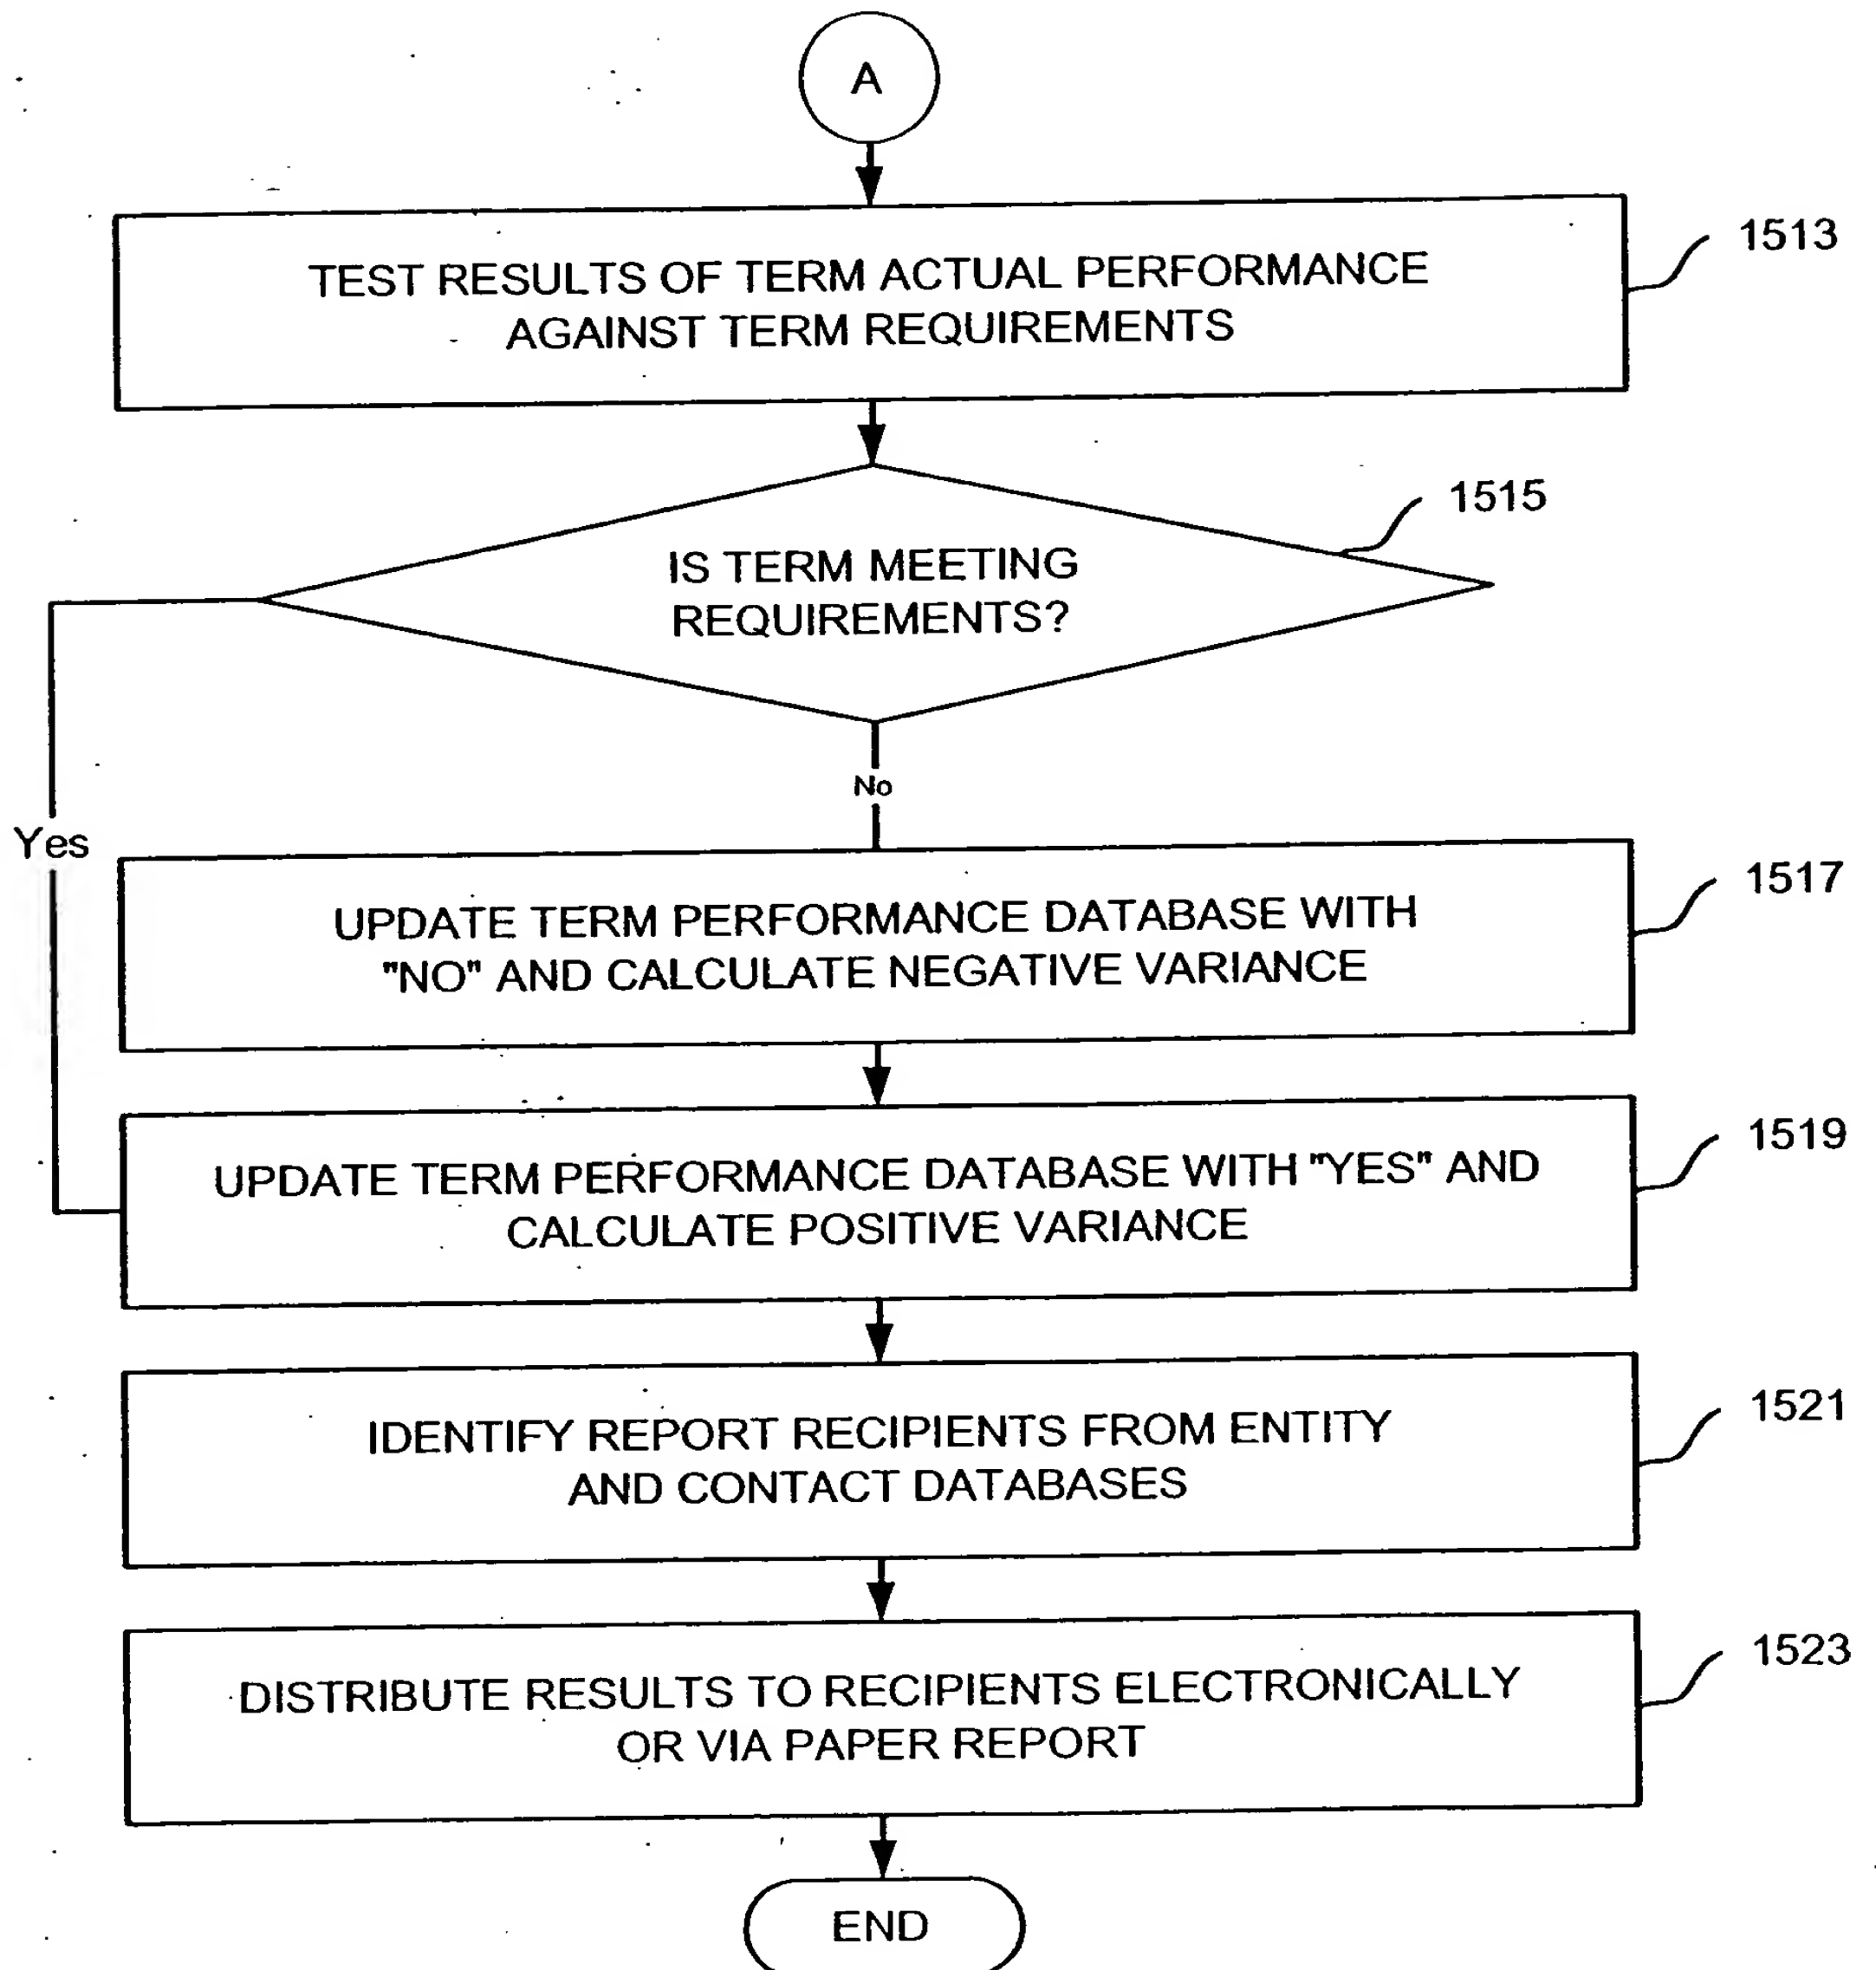 A
TEST RESULTS OF TERM ACTUAL PERFORMANCE
AGAINST TERM REQUIREMENTS
1513
IS TERM MEETING
REQUIREMENTS?
1515
No
Yes
UPDATE TERM PERFORMANCE DATABASE WITH
"NO" AND CALCULATE NEGATIVE VARIANCE
1517
UPDATE TERM PERFORMANCE DATABASE WITH "YES" AND
CALCULATE POSITIVE VARIANCE
1519
IDENTIFY REPORT RECIPIENTS FROM ENTITY
AND CONTACT DATABASES
1521
DISTRIBUTE RESULTS TO RECIPIENTS ELECTRONICALLY
OR VIA PAPER REPORT
1523
END